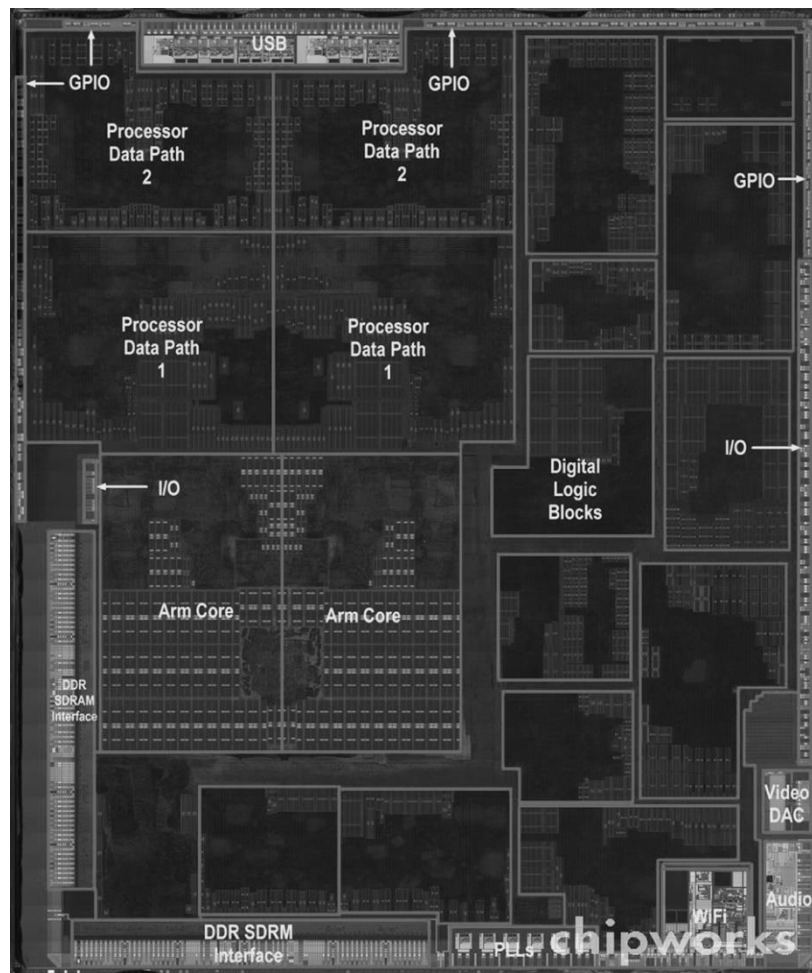 USB
GPIO
GPIO
Processor
Data Path
2
Processor
Data Path
2
GPIO
Processor
Data Path
1
Processor
Data Path
1
I/O
I/O
Digital
Logic
Blocks
Arm Core
Arm Core
DDR
SDRAM
Interface
Video
DAC
Audio
WiFi
DDR SDRM
Interface
PLLs
chipworks